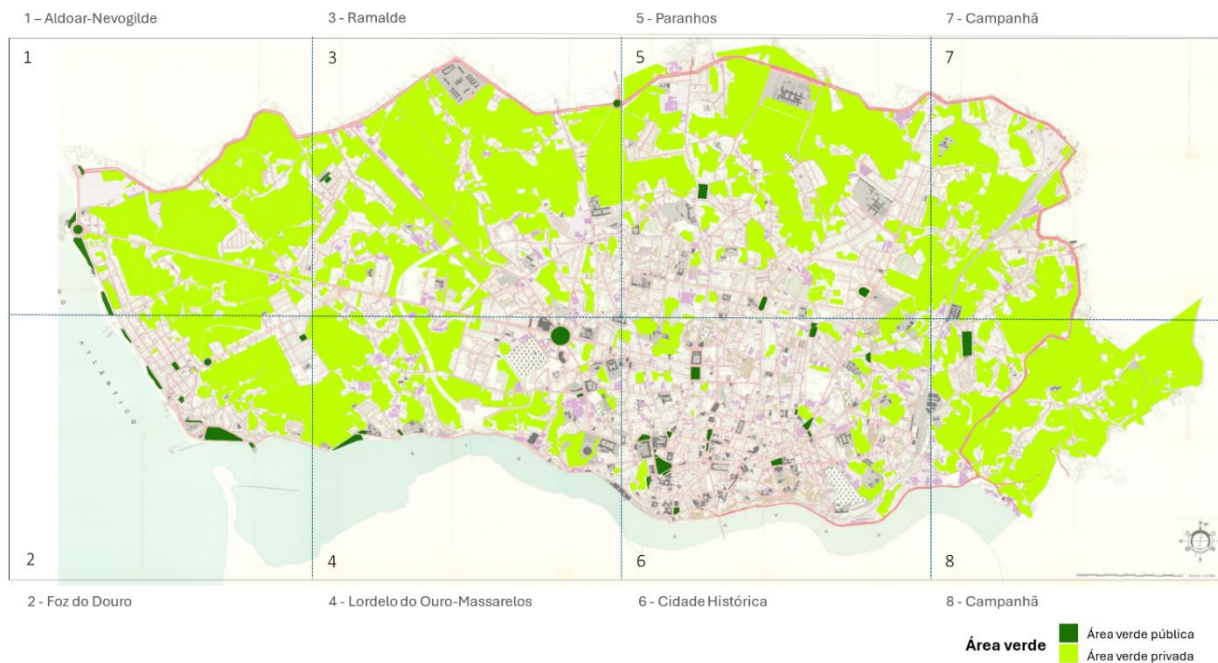 1 – Aldoar-Nevogilde
3 - Ramalde
5 - Paranhos
7 - Campanhã
1
3
5
7
ATLÂNTICO
2
4
6
8
2 - Foz do Douro
4 - Lordelo do Ouro-Massarelos
6 - Cidade Histórica
8 - Campanhã
Área verde
Área verde pública
Área verde privada